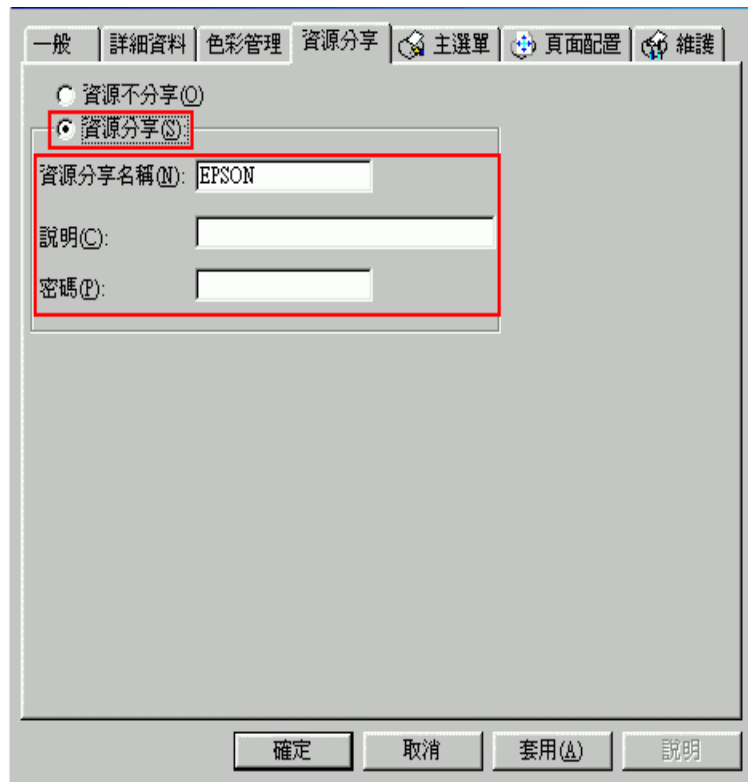 一般 詳細資料 色彩管理 資源分享 主選單 頁面配置 維護
資源不分享(O)
資源分享(S):
資源分享名稱(N): EPSON
說明(C):
密碼(P):
確定 取消 套用(A) 說明